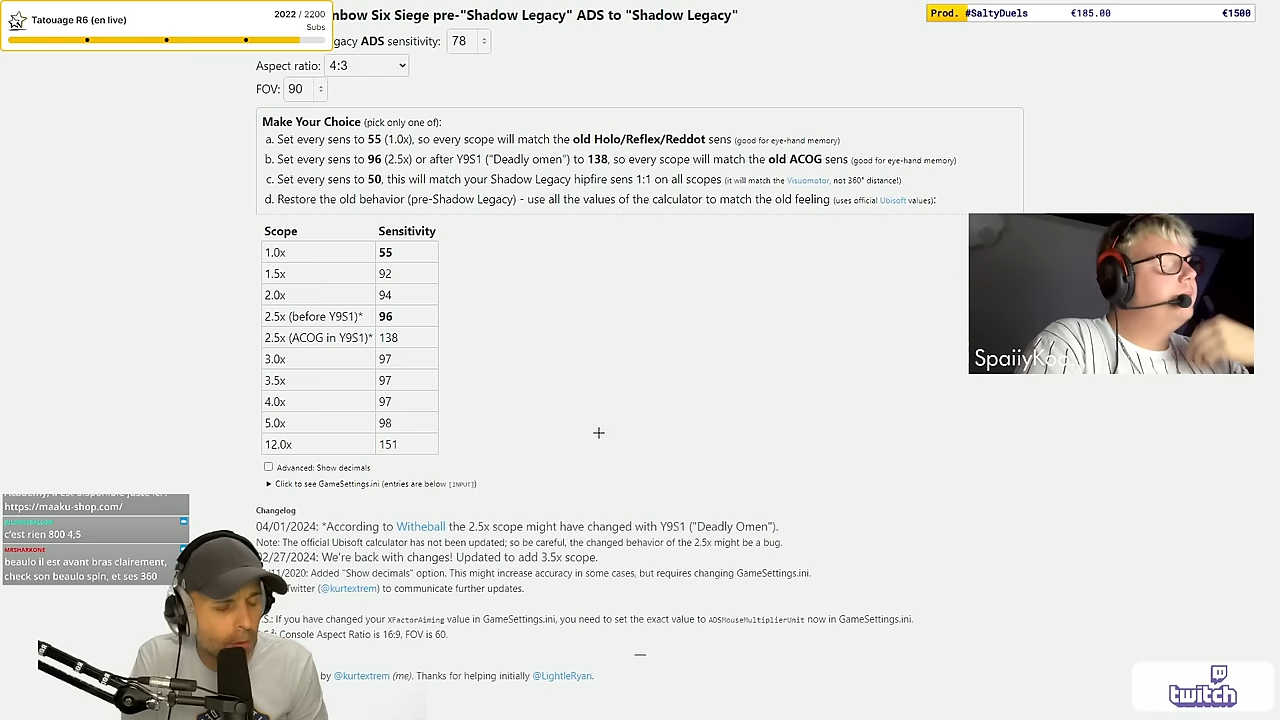 Tatouage R6 (en live)
2022 / 2200
Subs
nbow Six Siege pre-"Shadow Legacy" ADS to "Shadow Legacy"
Prod. #SaltyDuels €185.00 €1500
gacy ADS sensitivity: 78
Aspect ratio: 4:3
FOV: 90
Make Your Choice (pick only one of):
a. Set every sens to 55 (1.0x), so every scope will match the old Holo/Reflex/Reddot sens (good for eye-hand memory)
b. Set every sens to 96 (2.5x) or after Y9S1 ("Deadly omen") to 138, so every scope will match the old ACOG sens (good for eye-hand memory)
c. Set every sens to 50, this will match your Shadow Legacy hipfire sens 1:1 on all scopes (it will match the Visuomotor, not 360° distance!)
d. Restore the old behavior (pre-Shadow Legacy) - use all the values of the calculator to match the old feeling (uses official Ubisoft values):
Scope Sensitivity
1.0x 55
1.5x 92
2.0x 94
2.5x (before Y9S1)* 96
2.5x (ACOG in Y9S1)* 138
3.0x 97
3.5x 97
4.0x 97
5.0x 98
12.0x 151
Advanced: Show decimals
Click to see GameSettings.ini (entries are below [INPUT])
SpaiiyKo
Changelog
04/01/2024: *According to Witheball the 2.5x scope might have changed with Y9S1 ("Deadly Omen").
Note: The official Ubisoft calculator has not been updated; so be careful, the changed behavior of the 2.5x might be a bug.
02/27/2024: We're back with changes! Updated to add 3.5x scope.
/11/2020: Added "Show decimals" option. This might increase accuracy in some cases, but requires changing GameSettings.ini.
Twitter (@kurtextrem) to communicate further updates.
.S.: If you have changed your XFactorAiming value in GameSettings.ini, you need to set the exact value to ADSMouseMultiplierUnit now in GameSettings.ini.
Console Aspect Ratio is 16:9, FOV is 60.
by @kurtextrem (me). Thanks for helping initially @LightleRyan.
https://maaku-shop.com/
c'est rien 800 4,5
MRSHARKONE
beaulo il est avant bras clairement,
check son beaulo spin, et ses 360
twitch